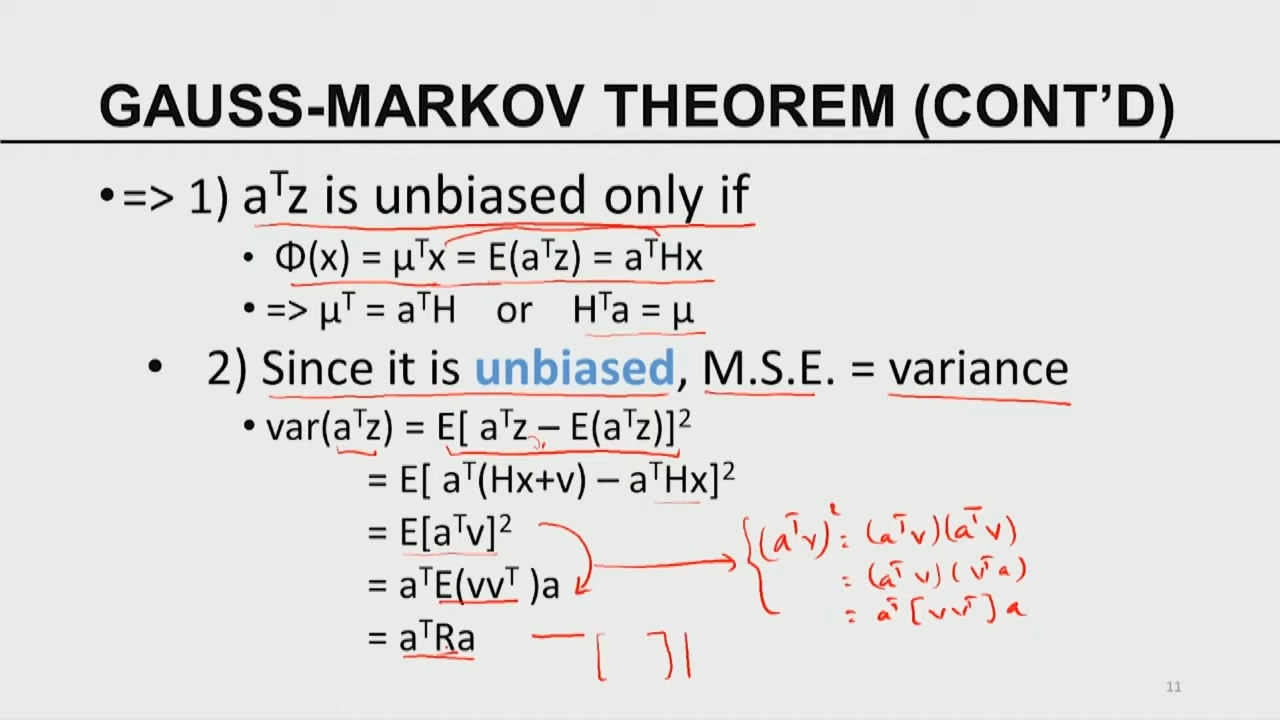 GAUSS-MARKOV THEOREM (CONT'D)
• => 1) aᵀz is unbiased only if
• Φ(x) = μᵀx = E(aᵀz) = aᵀHx
• => μᵀ = aᵀH or Hᵀa = μ
• 2) Since it is unbiased, M.S.E. = variance
• var(aᵀz) = E[ aᵀz – E(aᵀz)]²
= E[ aᵀ(Hx+v) – aᵀHx]²
= E[aᵀv]²
= aᵀE(vvᵀ )a
= aᵀRa
(aᵀv)² = (aᵀv)(aᵀv)
= (aᵀv)(vᵀa)
= aᵀ[vvᵀ]a
11